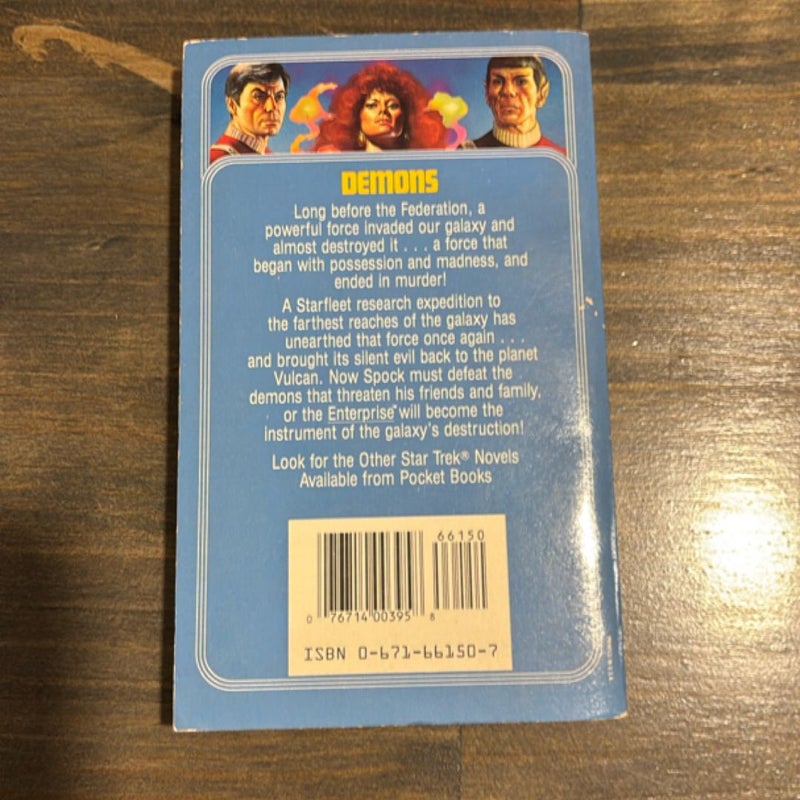 DEMONS
Long before the Federation, a
powerful force invaded our galaxy and
almost destroyed it . . . a force that
began with possession and madness, and
ended in murder!
A Starfleet research expedition to
the farthest reaches of the galaxy has
unearthed that force once again . . .
and brought its silent evil back to the planet
Vulcan. Now Spock must defeat the
demons that threaten his friends and family,
or the Enterprise will become the
instrument of the galaxy's destruction!
Look for the Other Star Trek® Novels
Available from Pocket Books
66150
0 76714 00395 8
ISBN 0-671-66150-7